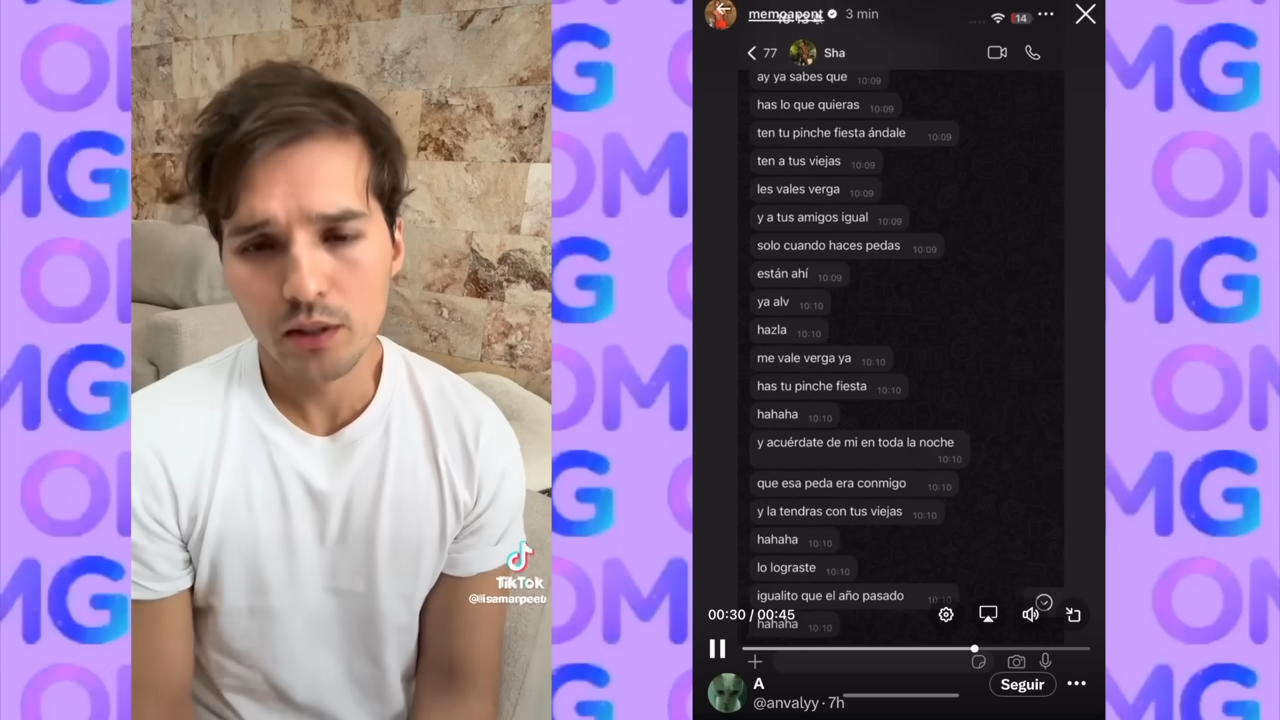 OMG
TikTok
memoapont
3 min
14
77
Sha
ay ya sabes que 10:09
has lo que quieras 10:09
ten tu pinche fiesta ándale 10:09
ten a tus viejas 10:09
les vales verga 10:09
y a tus amigos igual 10:09
solo cuando haces pedas 10:09
están ahí 10:09
ya alv 10:10
hazla 10:10
me vale verga ya 10:10
has tu pinche fiesta 10:10
hahaha 10:10
y acuérdate de mi en toda la noche
10:10
que esa peda era conmigo 10:10
y la tendras con tus viejas 10:10
hahaha 10:10
lo lograste 10:10
igualito que el año pasado 10:10
00:30 / 00:45
hahaha 10:10
A
@anvalyy · 7h
Seguir